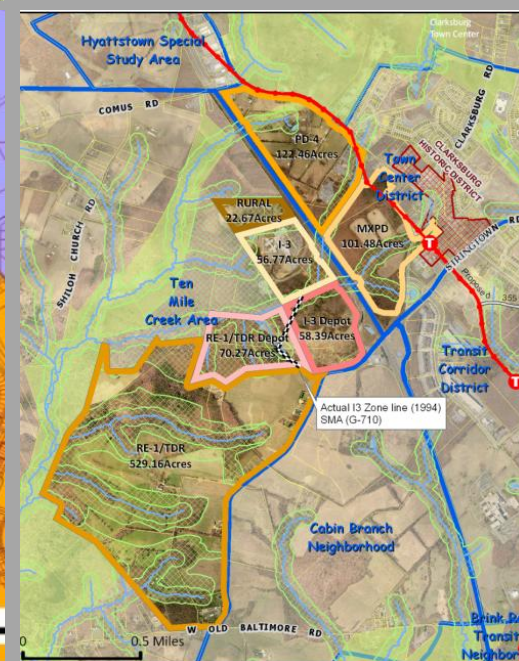 Clarksburg
Town Center
Hyattstown Special
Study Area
COMUS RD
CLARKSBURG RD
PD-4
122.46Acres
CLARKSBURG
HISTORIC DISTRICT
Town
Center
District
RURAL
22.67Acres
MXPD
101.48Acres
STRINGTOWN RD
SHILOH CHURCH RD
I-3
56.77Acres
Ten
Mile
Creek Area
T
Proposed
355
RE-1/TDR Depot
70.27Acres
I-3 Depot
58.39Acres
Transit
Corridor
District
T
Actual I3 Zone line (1994)
SMA (G-710)
RE-1/TDR
529.16Acres
Cabin Branch
Neighborhood
W OLD BALTIMORE RD
0 0.5 Miles